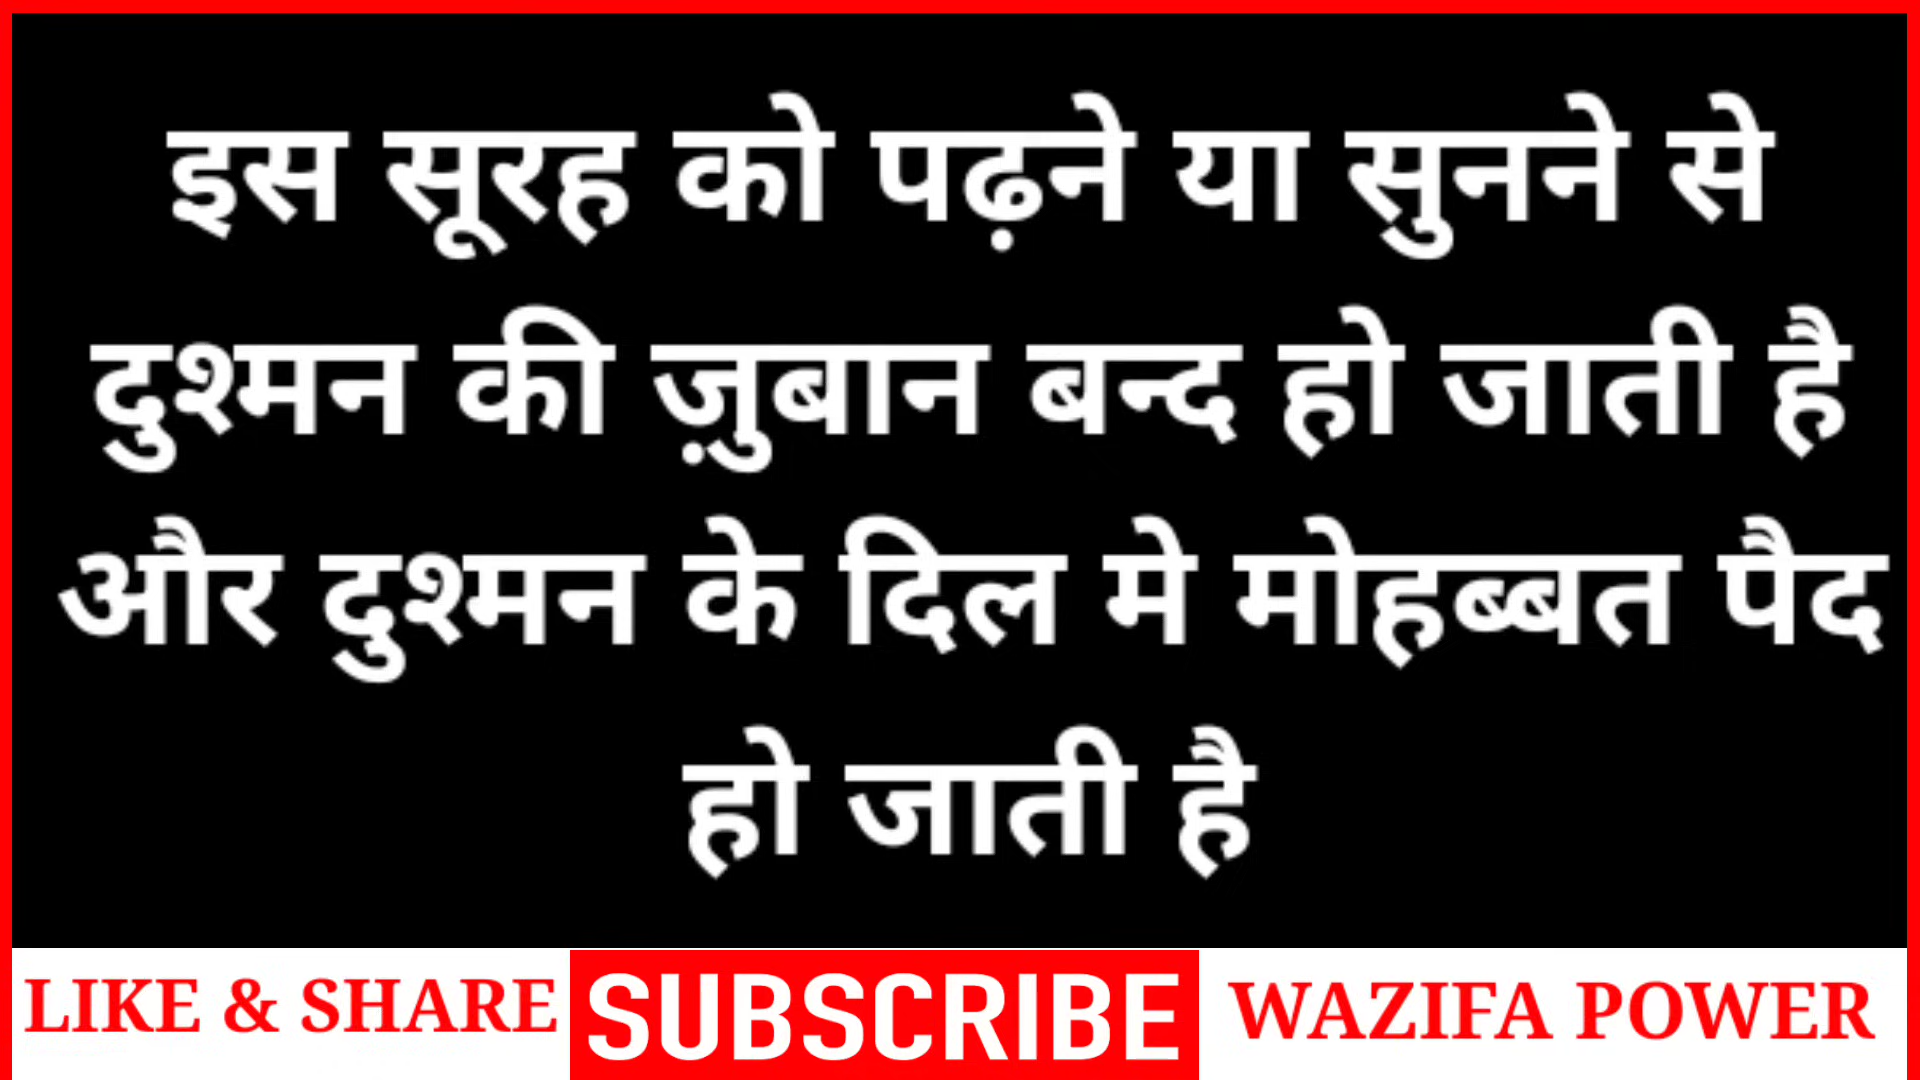 इस सूरह को पढ़ने या सुनने से
दुश्मन की ज़ुबान बन्द हो जाती है
और दुश्मन के दिल मे मोहब्बत पैद
हो जाती है
LIKE & SHARE SUBSCRIBE WAZIFA POWER